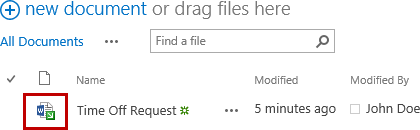 new document or drag files here
All Documents ... Find a file
Name Modified Modified By
Time Off Request ... 5 minutes ago John Doe